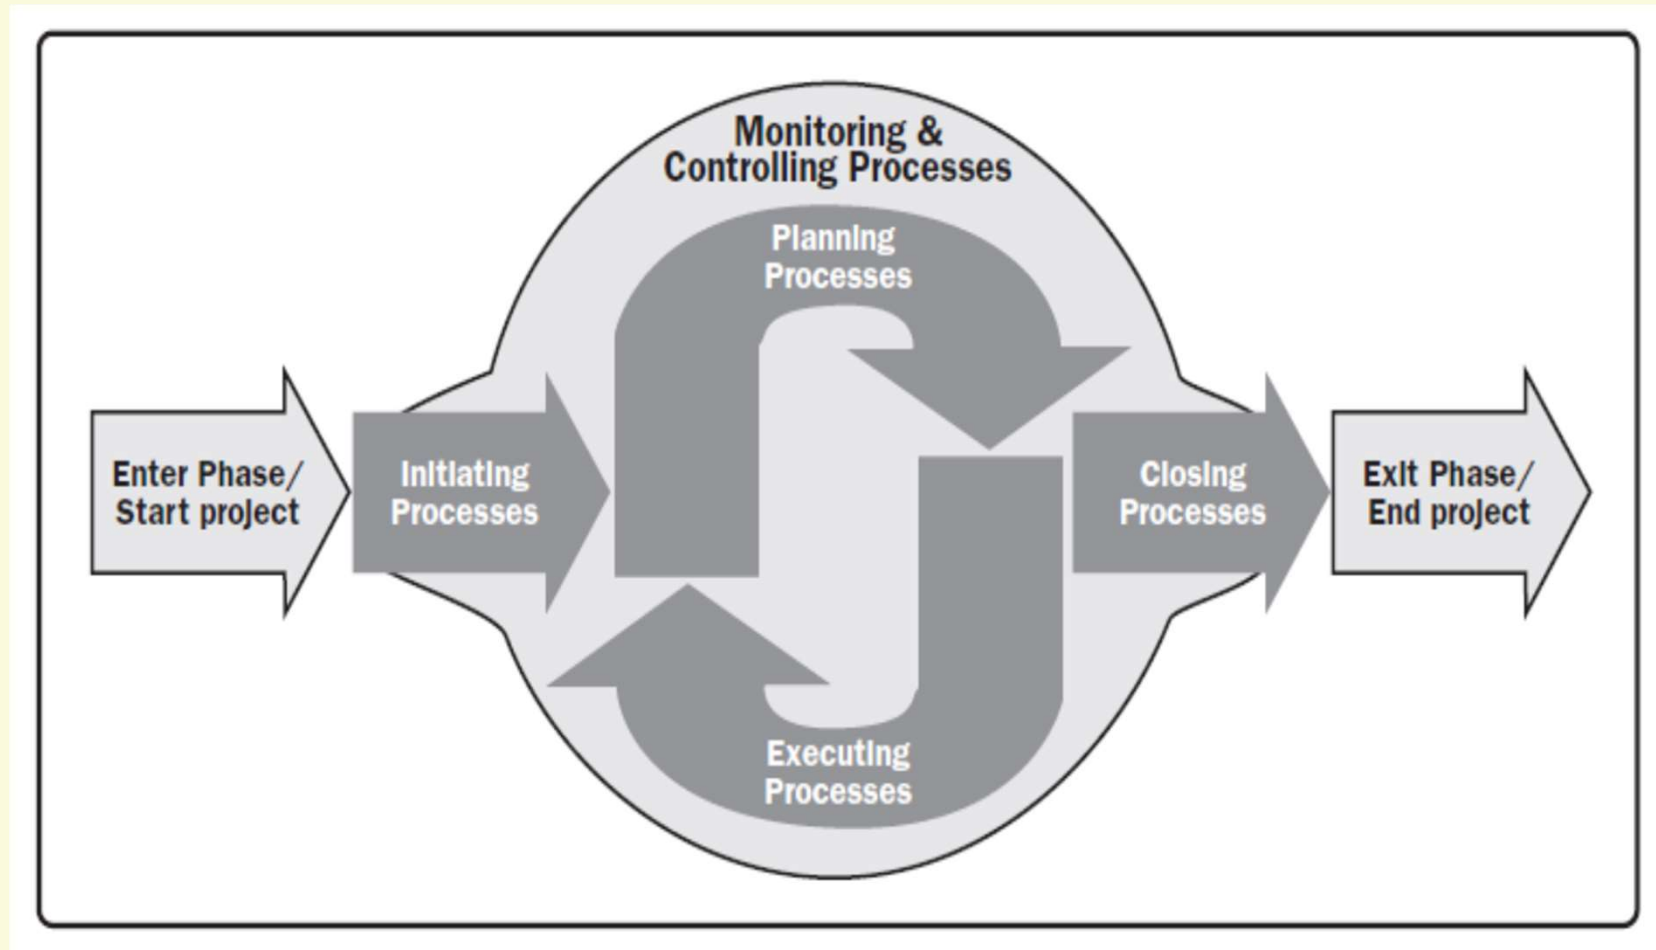 Monitoring &
Controlling Processes
Planning
Processes
Enter Phase/
Start project
Initiating
Processes
Closing
Processes
Exit Phase/
End project
Executing
Processes